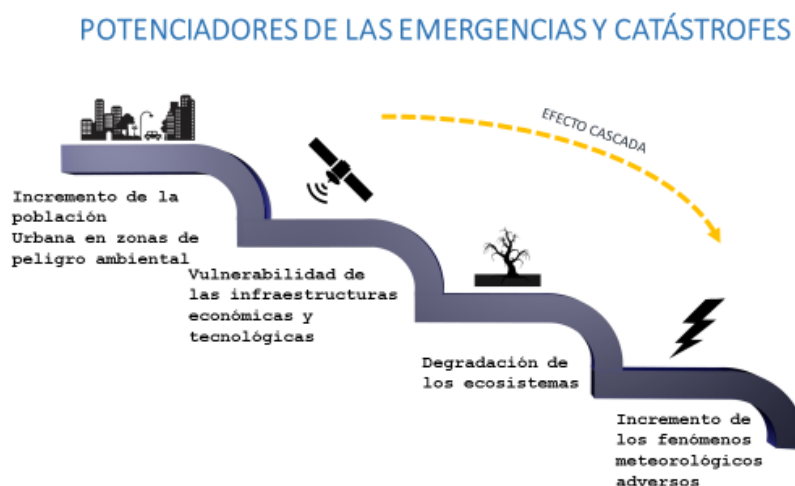 POTENCIADORES DE LAS EMERGENCIAS Y CATÁSTROFES
EFECTO CASCADA
Incremento de la
población
Urbana en zonas de
peligro ambiental
Vulnerabilidad de
las infraestructuras
económicas y
tecnológicas
Degradación de
los ecosistemas
Incremento de
los fenómenos
meteorológicos
adversos